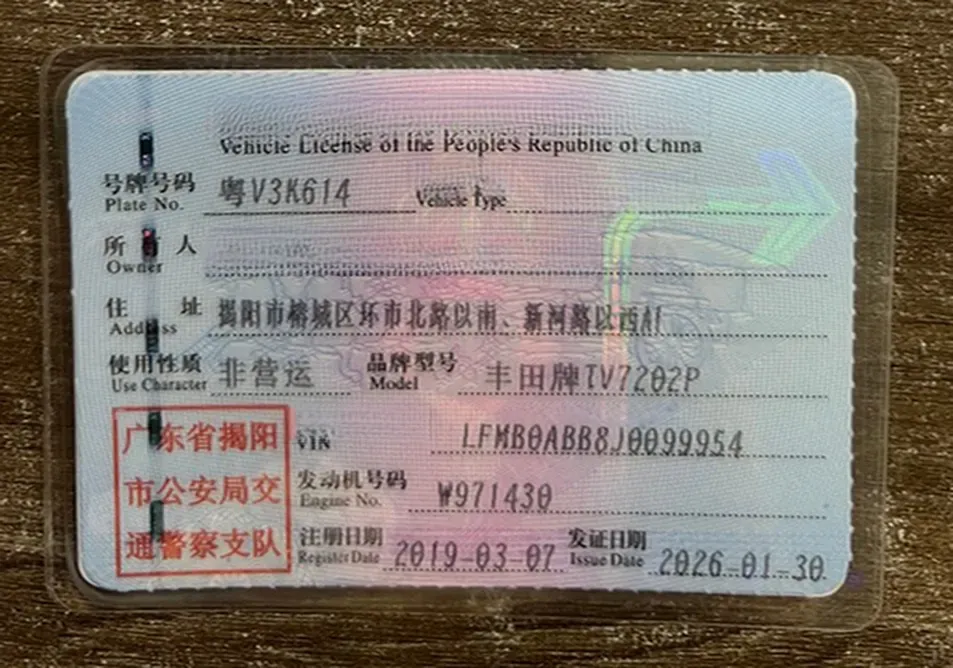 Vehicle License of the People's Republic of China
号牌号码 粤V3K614 Vehicle Type
Plate No.
所有人
Owner
住址 揭阳市榕城区环市北路以南、新河路以西A1
Address
使用性质 非营运 品牌型号 丰田牌TV7202P
Use Character Model
VIN LFMB0ABB8J0099954
发动机号码 W971430
Engine No.
注册日期 2019-03-07 发证日期 2026-01-30
Register Date Issue Date
广东省揭阳
市公安局交
通警察支队